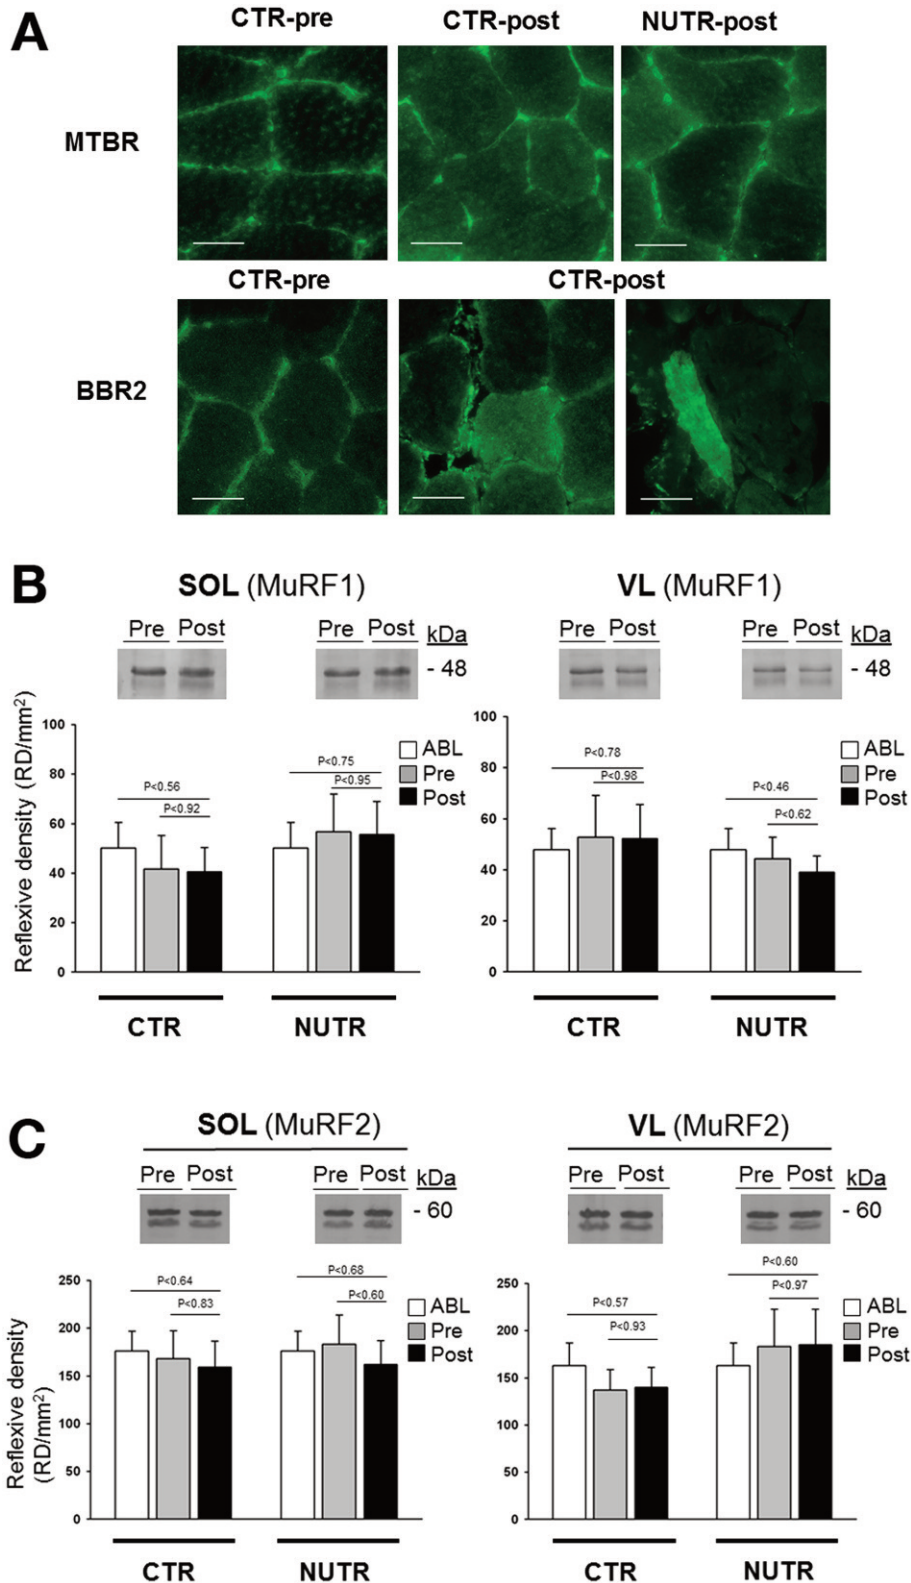 A
CTR-pre CTR-post NUTR-post
MTBR
CTR-pre CTR-post
BBR2
B
SOL (MuRF1) VL (MuRF1)
Pre Post Pre Post kDa Pre Post Pre Post kDa
- 48 - 48
Reflexive density (RD/mm²)
100
80
60
40
20
0
P<0.56
P<0.92
P<0.75
P<0.95
ABL
Pre
Post
CTR NUTR
100
80
60
40
20
0
P<0.78
P<0.98
P<0.46
P<0.62
ABL
Pre
Post
CTR NUTR
C
SOL (MuRF2) VL (MuRF2)
Pre Post Pre Post kDa Pre Post Pre Post kDa
- 60 - 60
Reflexive density
(RD/mm²)
250
200
150
100
50
0
P<0.64
P<0.83
P<0.68
P<0.60
ABL
Pre
Post
CTR NUTR
250
200
150
100
50
0
P<0.57
P<0.93
P<0.60
P<0.97
ABL
Pre
Post
CTR NUTR